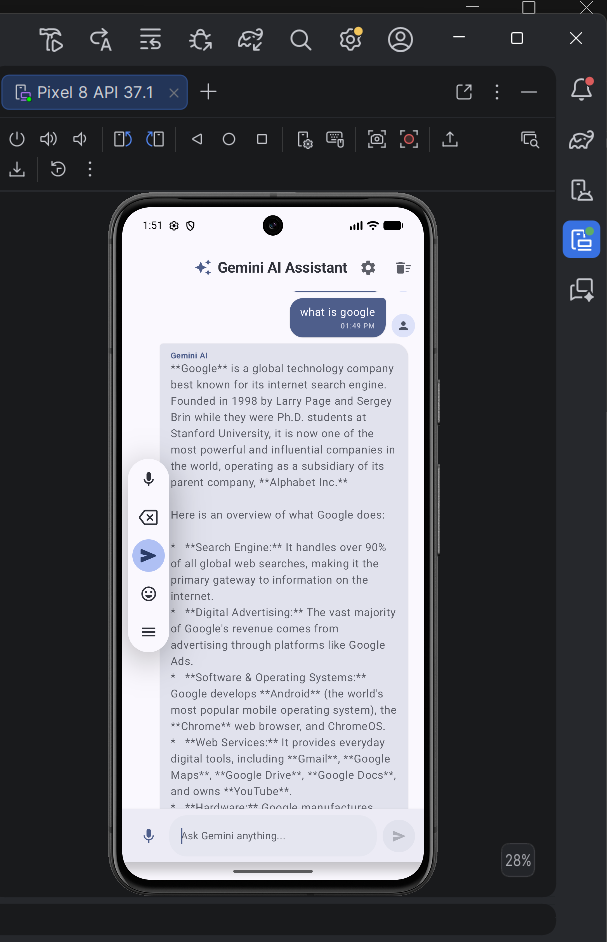 Pixel 8 API 37.1
1:51
Gemini AI Assistant
what is google
01:49 PM
Gemini AI
**Google** is a global technology company
best known for its internet search engine.
Founded in 1998 by Larry Page and Sergey
Brin while they were Ph.D. students at
Stanford University, it is now one of the
most powerful and influential companies in
the world, operating as a subsidiary of its
parent company, **Alphabet Inc.**
Here is an overview of what Google does:
*   **Search Engine:** It handles over 90%
of all global web searches, making it the
primary gateway to information on the
internet.
*   **Digital Advertising:** The vast majority
of Google's revenue comes from
advertising through platforms like Google
Ads.
*   **Software & Operating Systems:**
Google develops **Android** (the world's
most popular mobile operating system), the
**Chrome** web browser, and ChromeOS.
*   **Web Services:** It provides everyday
digital tools, including **Gmail**, **Google
Maps**, **Google Drive**, **Google Docs**,
and owns **YouTube**.
*   **Hardware:** Google manufactures
Ask Gemini anything...
28%